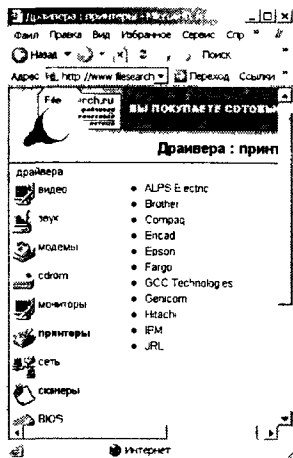 Драйвера : принтеры -
Файл Правка Вид Избранное Сервис Спр »
Назад Поиск »
Адрес http //www filesearch Переход Ссылки »
File rch.ru
ВЫ ПОКУПАЕТЕ СОТОВЫ
Драйвера : принт
драйвера
видео
звук
модемы
cdrom
мониторы
принтеры
сеть
сканеры
BIOS
ALPS Electric
Brother
Compaq
Encad
Epson
Fargo
GCC Technologies
Genicom
Hitachi
IBM
JRL
Интернет